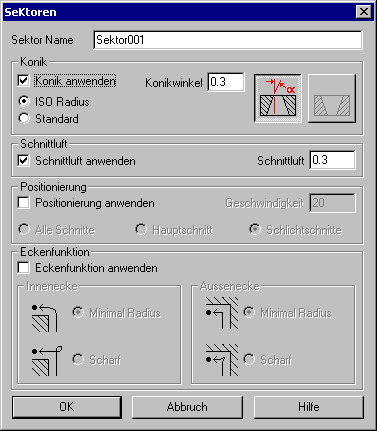 SeKtoren
Sektor Name Sektor001
Konik
Konik anwenden Konikwinkel 0.3
α
ISO Radius
Standard
Schnittluft
Schnittluft anwenden Schnittluft 0.3
Positionierung
Positionierung anwenden Geschwindigkeit 20
Alle Schnitte Hauptschnitt Schlichtschnitte
Eckenfunktion
Eckenfunktion anwenden
Innenecke Aussenecke
Minimal Radius Minimal Radius
Scharf Scharf
OK Abbruch Hilfe